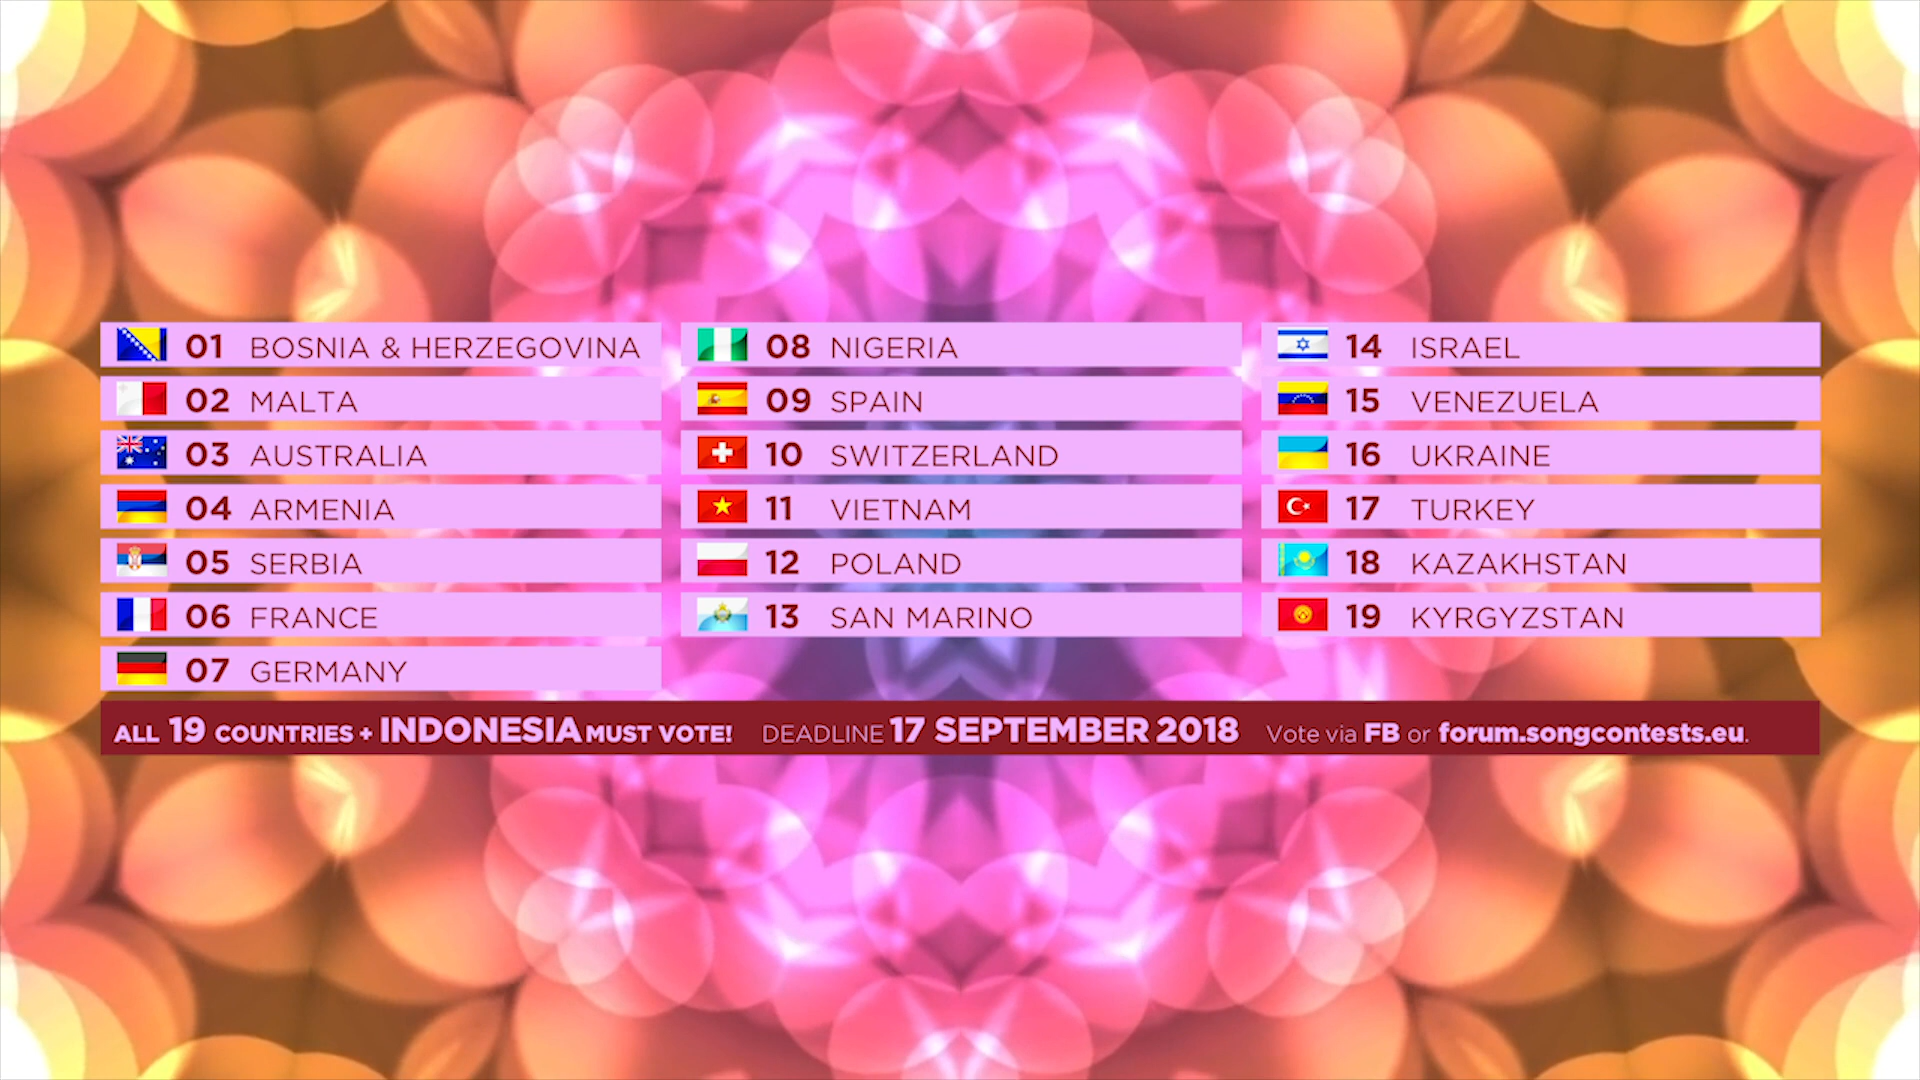 01 BOSNIA & HERZEGOVINA
02 MALTA
03 AUSTRALIA
04 ARMENIA
05 SERBIA
06 FRANCE
07 GERMANY
08 NIGERIA
09 SPAIN
10 SWITZERLAND
11 VIETNAM
12 POLAND
13 SAN MARINO
14 ISRAEL
15 VENEZUELA
16 UKRAINE
17 TURKEY
18 KAZAKHSTAN
19 KYRGYZSTAN
ALL 19 COUNTRIES + INDONESIA MUST VOTE! DEADLINE 17 SEPTEMBER 2018 Vote via FB or forum.songcontests.eu.